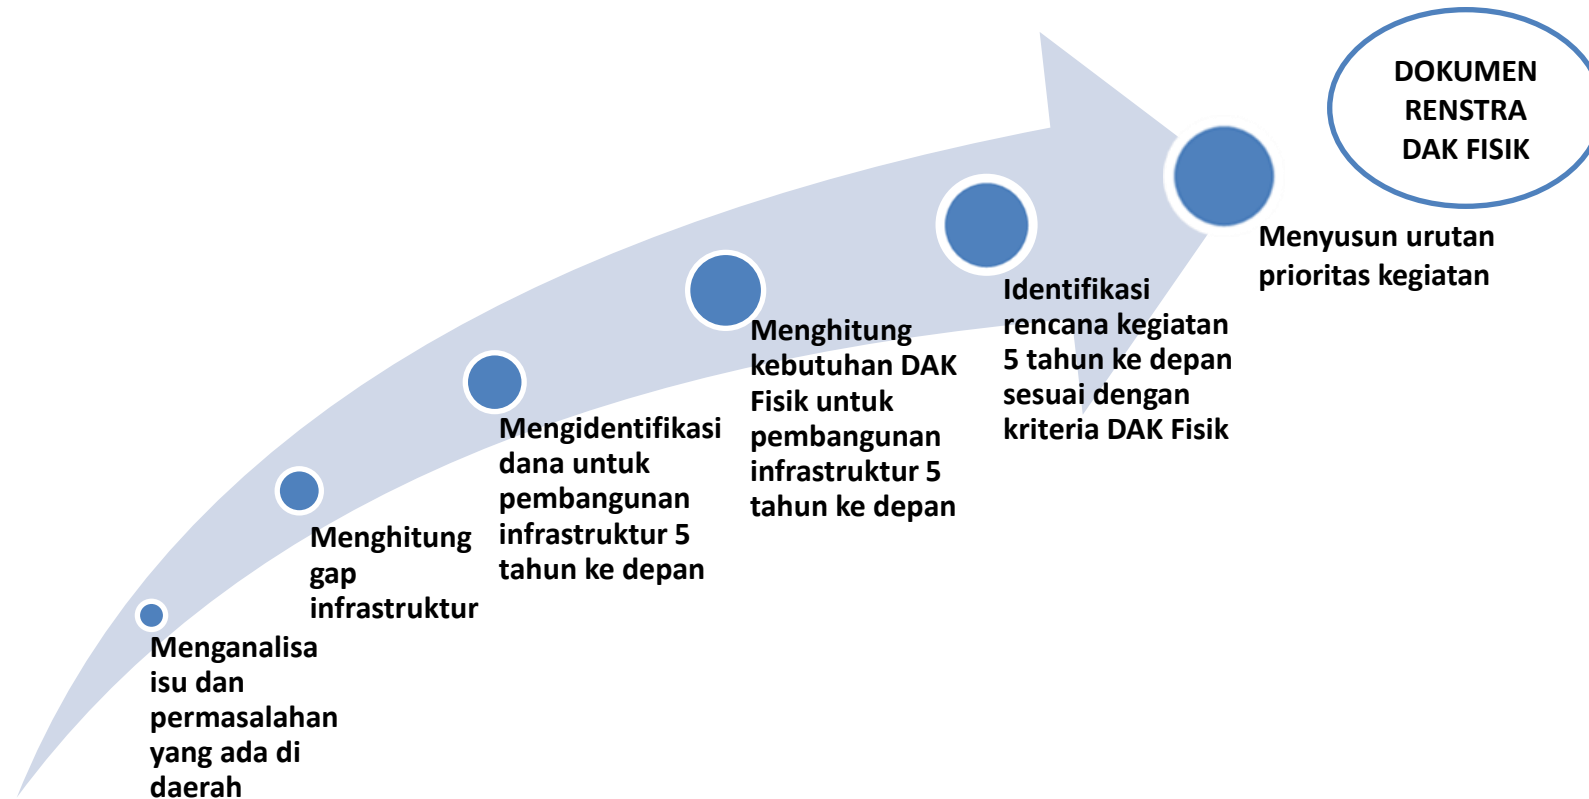 Menganalisa
isu dan
permasalahan
yang ada di
daerah
Menghitung
gap
infrastruktur
Mengidentifikasi
dana untuk
pembangunan
infrastruktur 5
tahun ke depan
Menghitung
kebutuhan DAK
Fisik untuk
pembangunan
infrastruktur 5
tahun ke depan
Identifikasi
rencana kegiatan
5 tahun ke depan
sesuai dengan
kriteria DAK Fisik
Menyusun urutan
prioritas kegiatan
DOKUMEN
RENSTRA
DAK FISIK